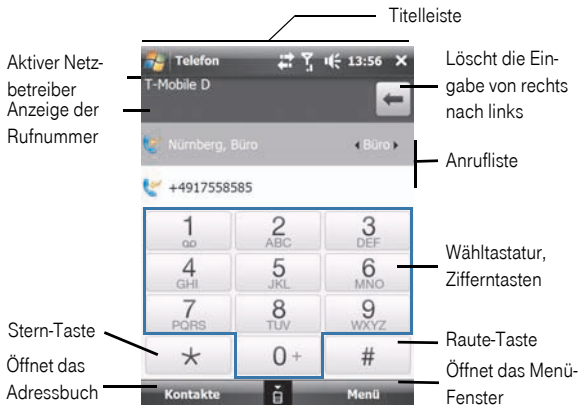 Titelleiste
Aktiver Netz-
betreiber
Anzeige der
Rufnummer
Telefon 13:56
T-Mobile D
Löscht die Ein-
gabe von rechts
nach links
Nürnberg, Büro Büro
Anrufliste
+4917558585
1 2 3
ABC DEF
4 5 6
GHI JKL MNO
7 8 9
PQRS TUV WXYZ
Wähltastatur,
Zifferntasten
Stern-Taste
* 0 + #
Raute-Taste
Öffnet das
Adressbuch
Kontakte Menü
Öffnet das Menü-
Fenster